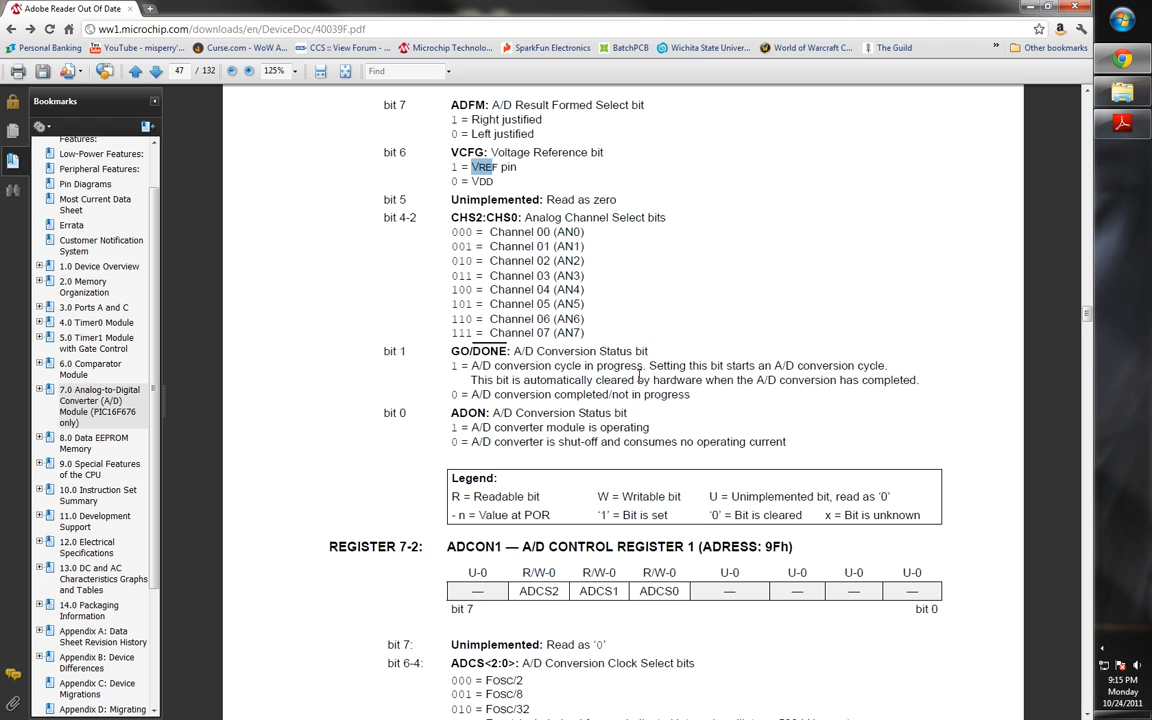 Adobe Reader Out Of Date
ww1.microchip.com/downloads/en/DeviceDoc/40039F.pdf
Personal Banking
YouTube - misperry'...
Curse.com - WoW A...
CCS :: View Forum - ...
Microchip Technolo...
SparkFun Electronics
BatchPCB
Wichita State Univer...
World of Warcraft C...
The Guild
»
Other bookmarks
47 / 132
125%
Find
Bookmarks
Features:
Low-Power Features:
Peripheral Features:
Pin Diagrams
Most Current Data
Sheet
Errata
Customer Notification
System
1.0 Device Overview
2.0 Memory
Organization
3.0 Ports A and C
4.0 Timer0 Module
5.0 Timer1 Module
with Gate Control
6.0 Comparator
Module
7.0 Analog-to-Digital
Converter (A/D)
Module (PIC16F676
only)
8.0 Data EEPROM
Memory
9.0 Special Features
of the CPU
10.0 Instruction Set
Summary
11.0 Development
Support
12.0 Electrical
Specifications
13.0 DC and AC
Characteristics Graphs
and Tables
14.0 Packaging
Information
Appendix A: Data
Sheet Revision History
Appendix B: Device
Differences
Appendix C: Device
Migrations
Appendix D: Migrating
bit 7 ADFM: A/D Result Formed Select bit
1 = Right justified
0 = Left justified
bit 6 VCFG: Voltage Reference bit
1 = VREF pin
0 = VDD
bit 5 Unimplemented: Read as zero
bit 4-2 CHS2:CHS0: Analog Channel Select bits
000 = Channel 00 (AN0)
001 = Channel 01 (AN1)
010 = Channel 02 (AN2)
011 = Channel 03 (AN3)
100 = Channel 04 (AN4)
101 = Channel 05 (AN5)
110 = Channel 06 (AN6)
111 = Channel 07 (AN7)
bit 1 GO/DONE: A/D Conversion Status bit
1 = A/D conversion cycle in progress. Setting this bit starts an A/D conversion cycle.
This bit is automatically cleared by hardware when the A/D conversion has completed.
0 = A/D conversion completed/not in progress
bit 0 ADON: A/D Conversion Status bit
1 = A/D converter module is operating
0 = A/D converter is shut-off and consumes no operating current
Legend:
R = Readable bit W = Writable bit U = Unimplemented bit, read as ‘0’
- n = Value at POR ’1’ = Bit is set ‘0’ = Bit is cleared x = Bit is unknown
REGISTER 7-2: ADCON1 — A/D CONTROL REGISTER 1 (ADRESS: 9Fh)
U-0 R/W-0 R/W-0 R/W-0 U-0 U-0 U-0 U-0
— ADCS2 ADCS1 ADCS0 — — — —
bit 7 bit 0
bit 7: Unimplemented: Read as ‘0’
bit 6-4: ADCS<2:0>: A/D Conversion Clock Select bits
000 = FOSC/2
001 = FOSC/8
010 = FOSC/32
9:15 PM
Monday
10/24/2011